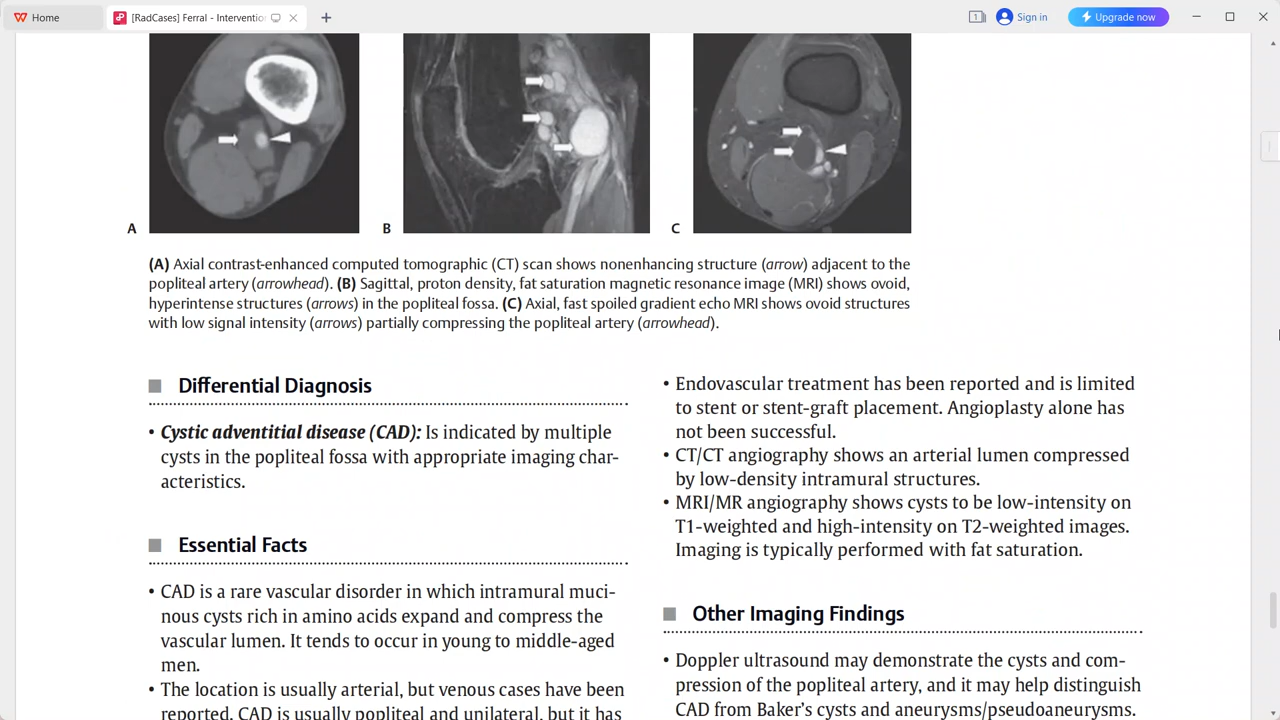 Home
[RadCases] Ferral - Interventio
1
Sign in
Upgrade now
A
B
C
(A) Axial contrast-enhanced computed tomographic (CT) scan shows nonenhancing structure (arrow) adjacent to the
popliteal artery (arrowhead). (B) Sagittal, proton density, fat saturation magnetic resonance image (MRI) shows ovoid,
hyperintense structures (arrows) in the popliteal fossa. (C) Axial, fast spoiled gradient echo MRI shows ovoid structures
with low signal intensity (arrows) partially compressing the popliteal artery (arrowhead).
Differential Diagnosis
• Cystic adventitial disease (CAD): Is indicated by multiple
cysts in the popliteal fossa with appropriate imaging char-
acteristics.
Essential Facts
• CAD is a rare vascular disorder in which intramural muci-
nous cysts rich in amino acids expand and compress the
vascular lumen. It tends to occur in young to middle-aged
men.
• The location is usually arterial, but venous cases have been
reported. CAD is usually popliteal and unilateral, but it has
• Endovascular treatment has been reported and is limited
to stent or stent-graft placement. Angioplasty alone has
not been successful.
• CT/CT angiography shows an arterial lumen compressed
by low-density intramural structures.
• MRI/MR angiography shows cysts to be low-intensity on
T1-weighted and high-intensity on T2-weighted images.
Imaging is typically performed with fat saturation.
Other Imaging Findings
• Doppler ultrasound may demonstrate the cysts and com-
pression of the popliteal artery, and it may help distinguish
CAD from Baker's cysts and aneurysms/pseudoaneurysms.